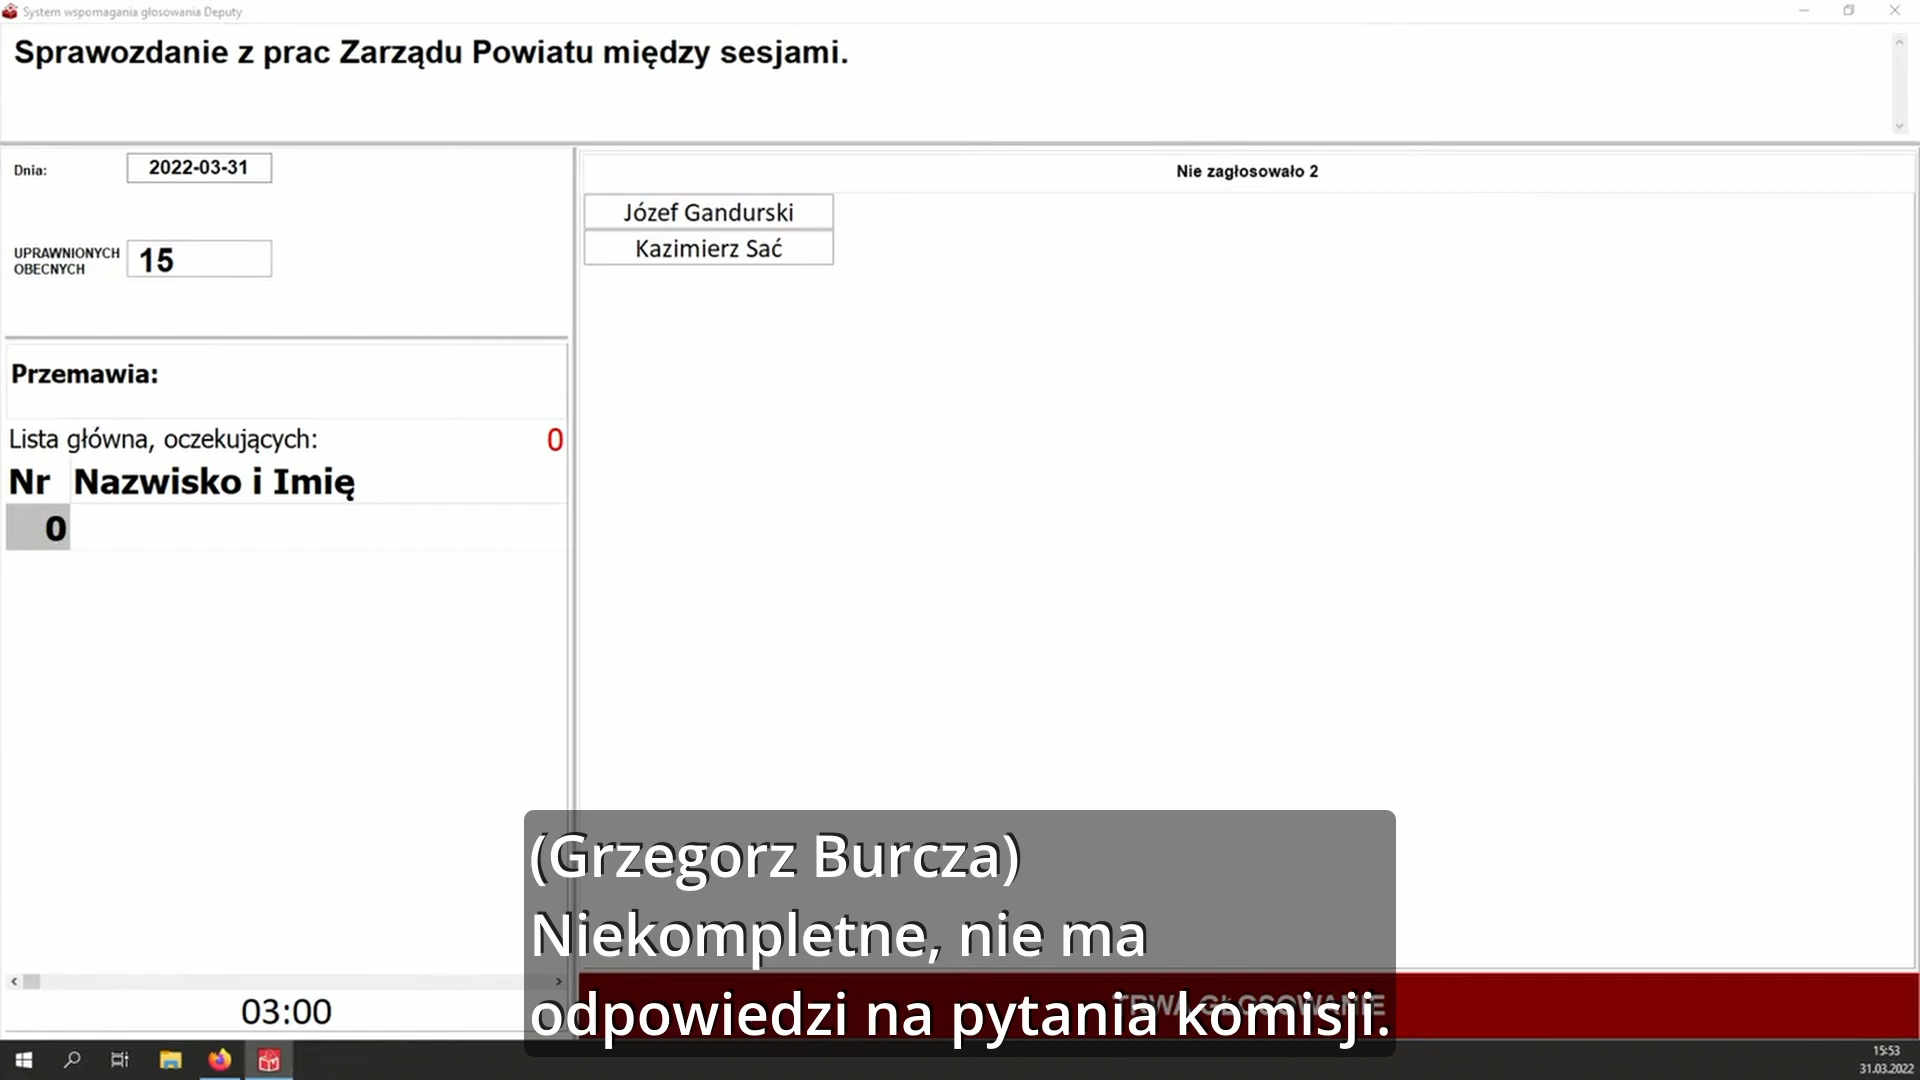 System wspomagania głosowania Deputy
Sprawozdanie z prac Zarządu Powiatu między sesjami.
Dnia:
2022-03-31
UPRAWNIONYCH
OBECNYCH
15
Przemawia:
Lista główna, oczekujących:
0
Nr
Nazwisko i Imię
0
03:00
Nie zagłosowało 2
Józef Gandurski
Kazimierz Sać
TRWA GŁOSOWANIE
(Grzegorz Burcza)
Niekompletne, nie ma
odpowiedzi na pytania komisji.
15:53
31.03.2022